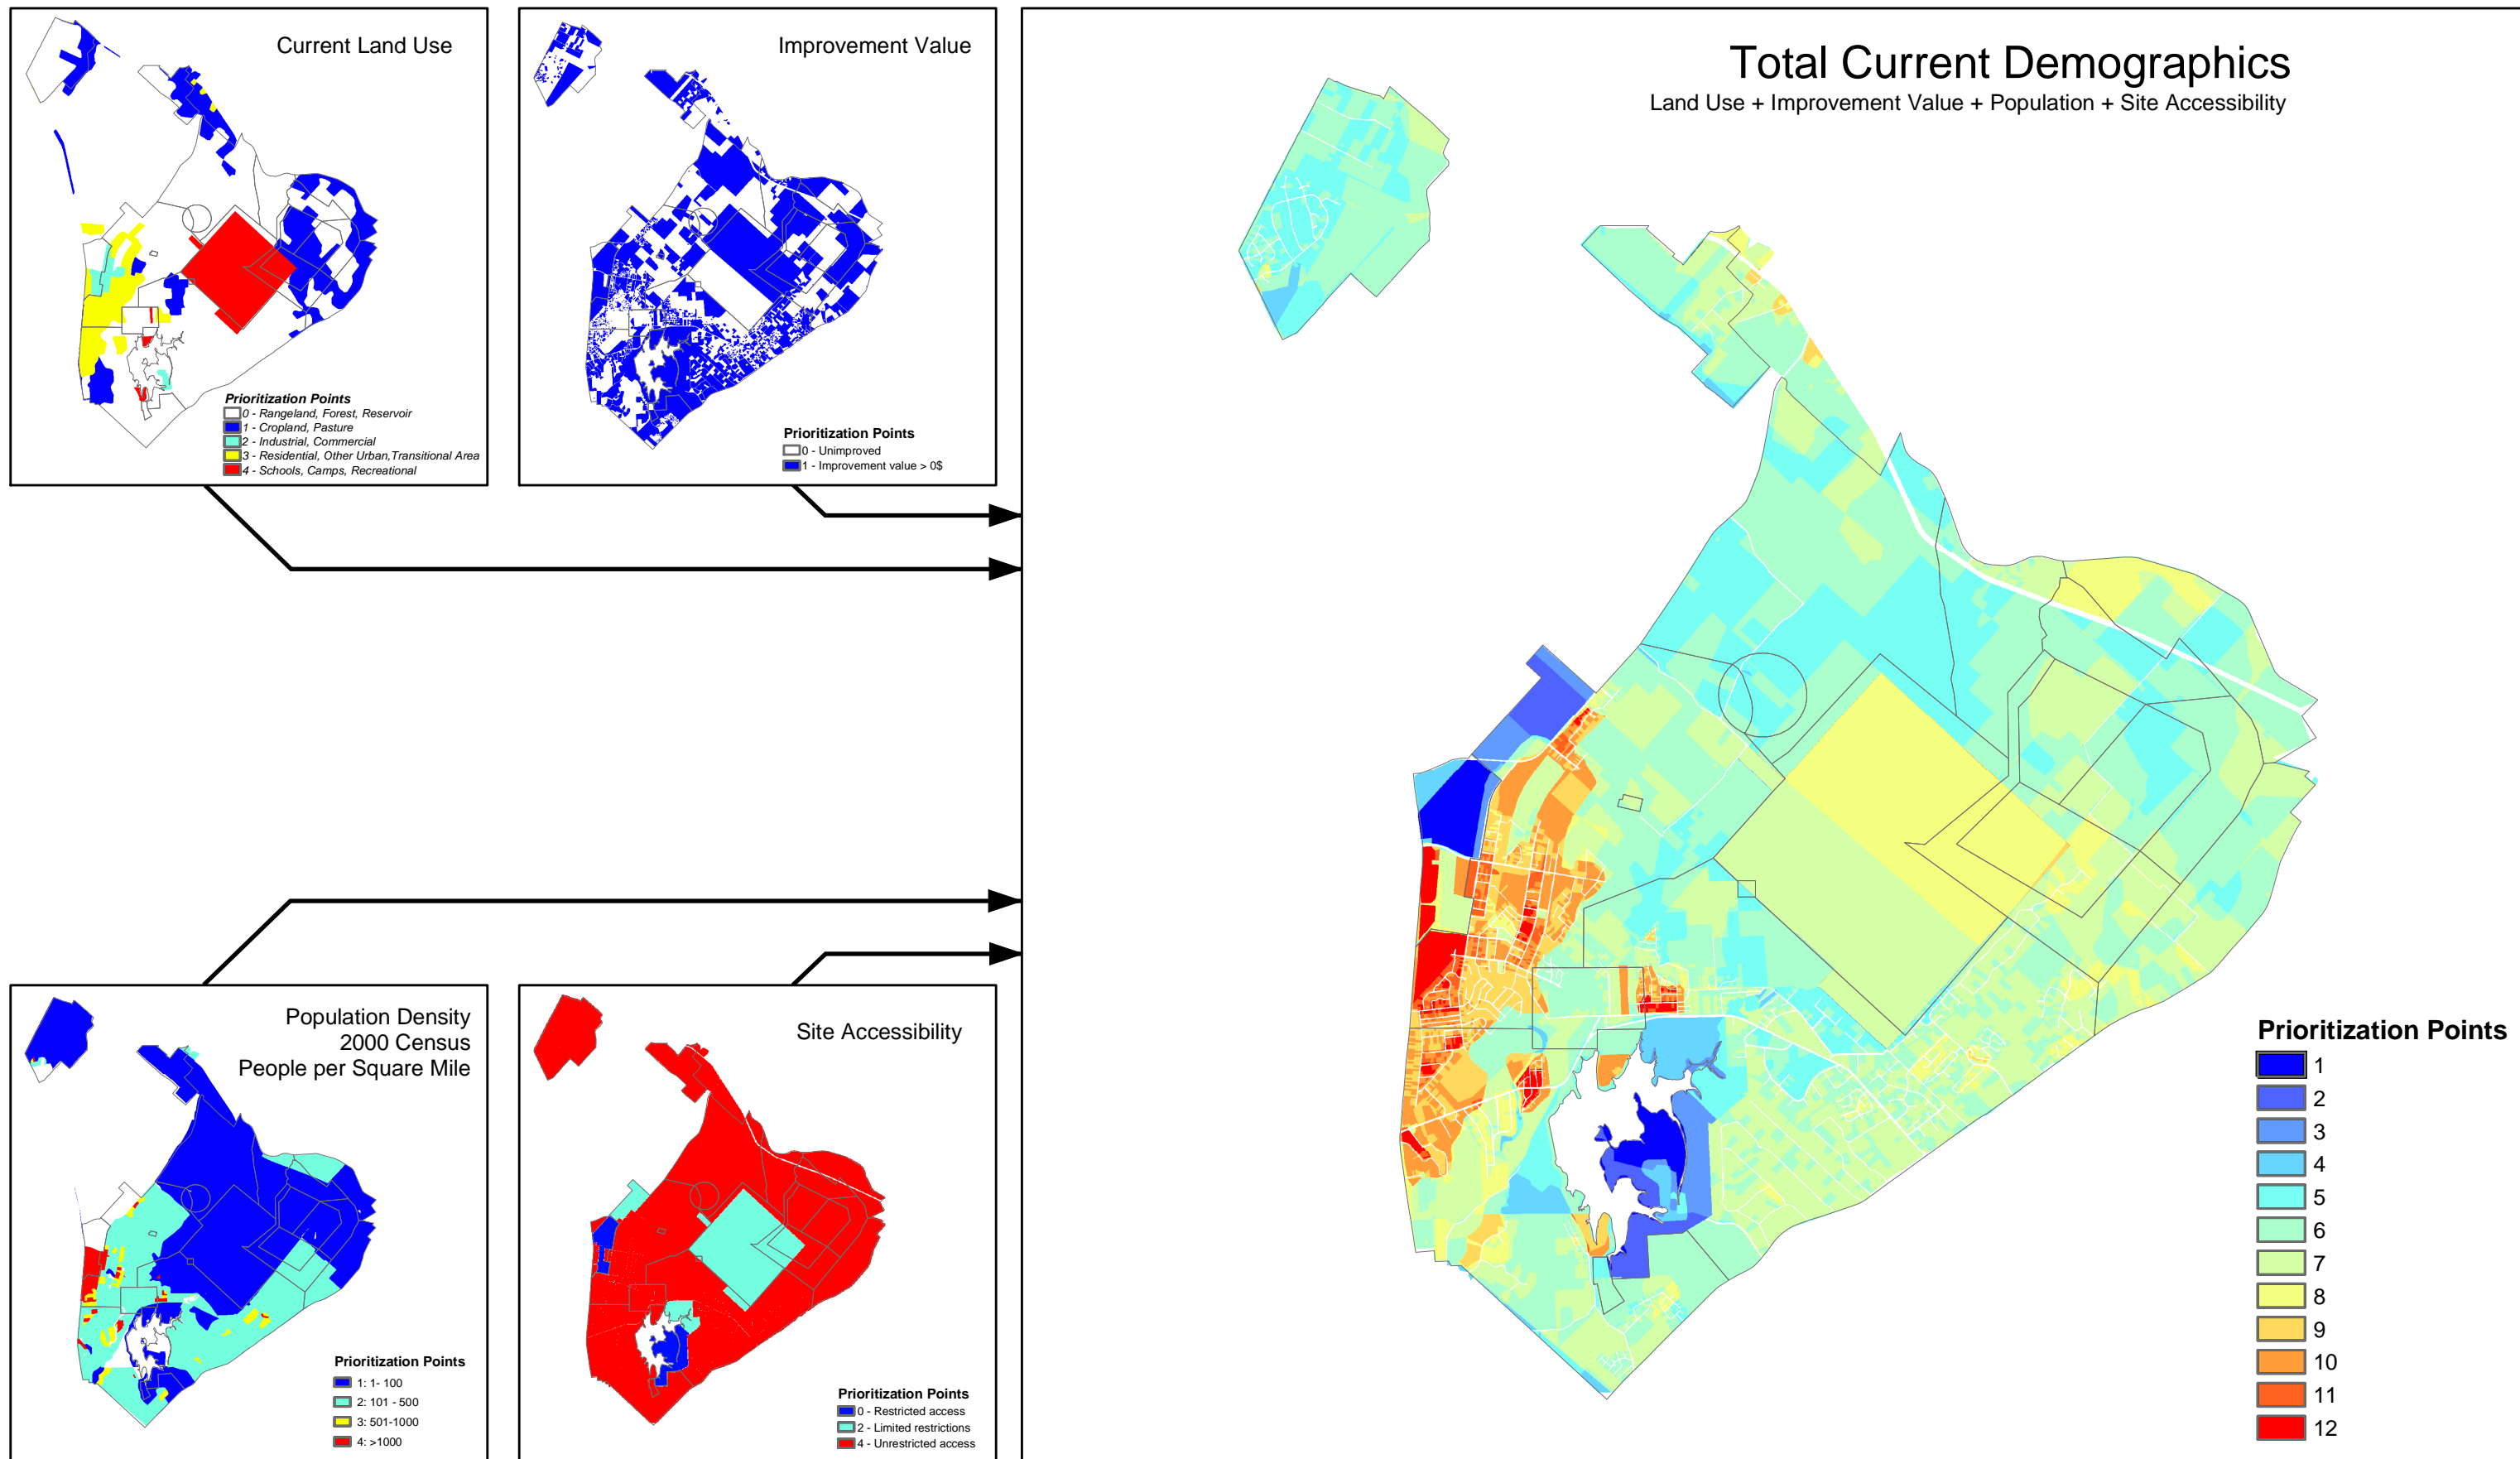 Current Land Use
Prioritization Points
0 - Rangeland, Forest, Reservoir
1 - Cropland, Pasture
2 - Industrial, Commercial
3 - Residential, Other Urban,Transitional Area
4 - Schools, Camps, Recreational
Improvement Value
Prioritization Points
0 - Unimproved
1 - Improvement value > 0$
Total Current Demographics
Land Use + Improvement Value + Population + Site Accessibility
Population Density
2000 Census
People per Square Mile
Prioritization Points
1: 1- 100
2: 101 - 500
3: 501-1000
4: >1000
Site Accessibility
Prioritization Points
0 - Restricted access
2 - Limited restrictions
4 - Unrestricted access
Prioritization Points
1
2
3
4
5
6
7
8
9
10
11
12